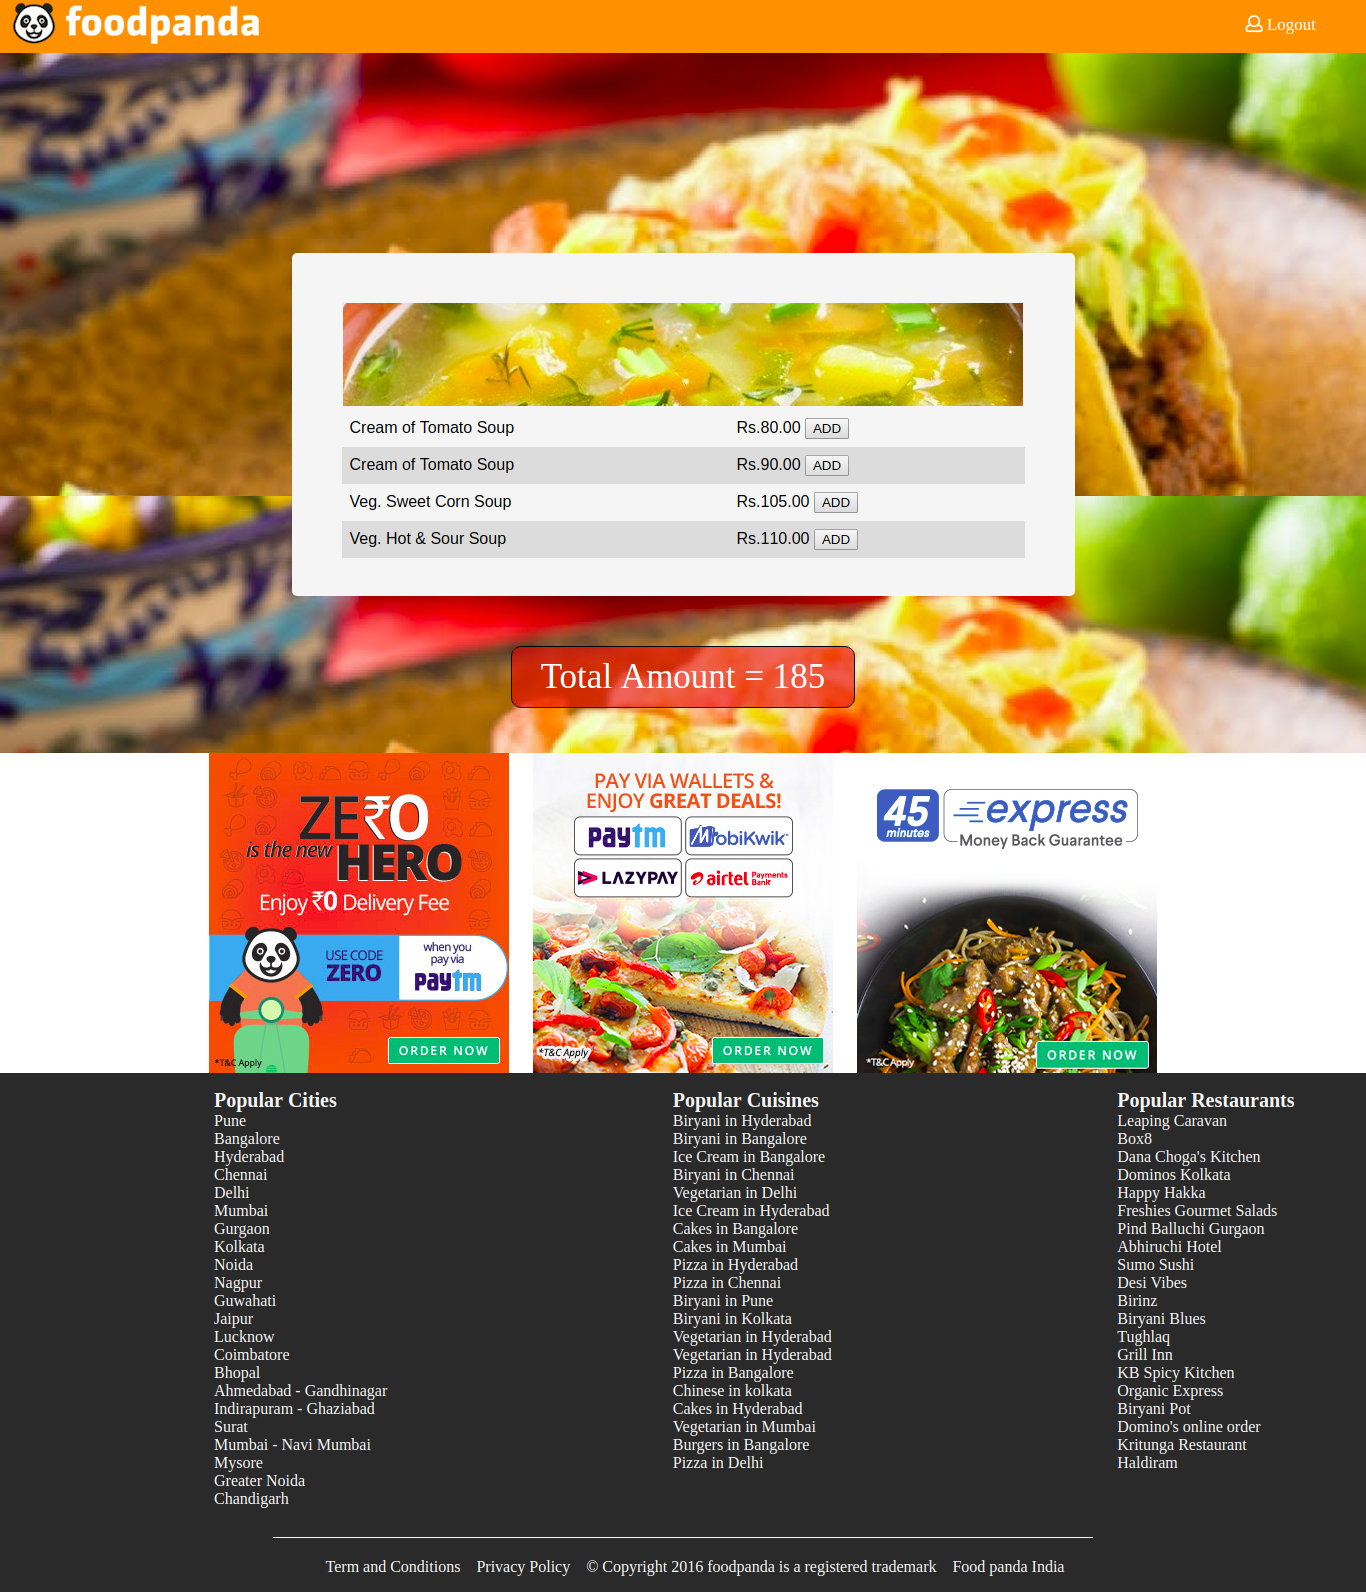 foodpanda
Logout
Cream of Tomato Soup Rs.80.00 ADD
Cream of Tomato Soup Rs.90.00 ADD
Veg. Sweet Corn Soup Rs.105.00 ADD
Veg. Hot & Sour Soup Rs.110.00 ADD
Total Amount = 185
ZE₹O
is the new HERO
Enjoy ₹0 Delivery Fee
USE CODE
ZERO
when you
pay via
paytm
*T&C Apply
ORDER NOW
PAY VIA WALLETS &
ENJOY GREAT DEALS!
paytm MobiKwik
LAZYPAY airtel Payments Bank
*T&C Apply
ORDER NOW
45 minutes express
Money Back Guarantee
*T&C Apply
ORDER NOW
Popular Cities
Pune
Bangalore
Hyderabad
Chennai
Delhi
Mumbai
Gurgaon
Kolkata
Noida
Nagpur
Guwahati
Jaipur
Lucknow
Coimbatore
Bhopal
Ahmedabad - Gandhinagar
Indirapuram - Ghaziabad
Surat
Mumbai - Navi Mumbai
Mysore
Greater Noida
Chandigarh
Popular Cuisines
Biryani in Hyderabad
Biryani in Bangalore
Ice Cream in Bangalore
Biryani in Chennai
Vegetarian in Delhi
Ice Cream in Hyderabad
Cakes in Bangalore
Cakes in Mumbai
Pizza in Hyderabad
Pizza in Chennai
Biryani in Pune
Biryani in Kolkata
Vegetarian in Hyderabad
Vegetarian in Hyderabad
Pizza in Bangalore
Chinese in kolkata
Cakes in Hyderabad
Vegetarian in Mumbai
Burgers in Bangalore
Pizza in Delhi
Popular Restaurants
Leaping Caravan
Box8
Dana Choga's Kitchen
Dominos Kolkata
Happy Hakka
Freshies Gourmet Salads
Pind Balluchi Gurgaon
Abhiruchi Hotel
Sumo Sushi
Desi Vibes
Birinz
Biryani Blues
Tughlaq
Grill Inn
KB Spicy Kitchen
Organic Express
Biryani Pot
Domino's online order
Kritunga Restaurant
Haldiram
Term and Conditions Privacy Policy © Copyright 2016 foodpanda is a registered trademark Food panda India